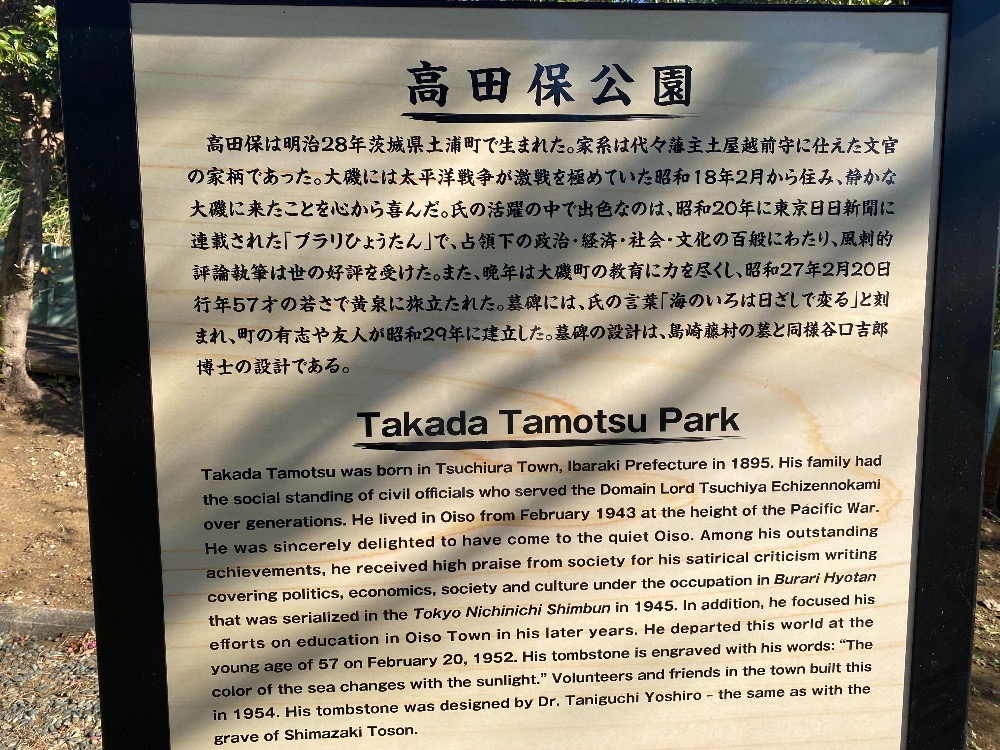 高田保公園
高田保は明治28年茨城県土浦町で生まれた。家系は代々藩主土屋越前守に仕えた文官
の家柄であった。大磯には太平洋戦争が激戦を極めていた昭和18年2月から住み、静かな
大磯に来たことを心から喜んだ。氏の活躍の中で出色なのは、昭和20年に東京日日新聞に
連載された「ブラリひょうたん」で、占領下の政治・経済・社会・文化の百般にわたり、風刺的
評論執筆は世の好評を受けた。また、晩年は大磯町の教育に力を尽くし、昭和27年2月20日
行年57才の若さで黄泉に旅立たれた。墓碑には、氏の言葉「海のいろは日ざしで変る」と刻
まれ、町の有志や友人が昭和29年に建立した。墓碑の設計は、島崎藤村の墓と同様谷口吉郎
博士の設計である。
Takada Tamotsu Park
Takada Tamotsu was born in Tsuchiura Town, Ibaraki Prefecture in 1895. His family had
the social standing of civil officials who served the Domain Lord Tsuchiya Echizennokami
over generations. He lived in Oiso from February 1943 at the height of the Pacific War.
He was sincerely delighted to have come to the quiet Oiso. Among his outstanding
achievements, he received high praise from society for his satirical criticism writing
covering politics, economics, society and culture under the occupation in Burari Hyotan
that was serialized in the Tokyo Nichinichi Shimbun in 1945. In addition, he focused his
efforts on education in Oiso Town in his later years. He departed this world at the
young age of 57 on February 20, 1952. His tombstone is engraved with his words: “The
color of the sea changes with the sunlight.” Volunteers and friends in the town built this
in 1954. His tombstone was designed by Dr. Taniguchi Yoshiro - the same as with the
grave of Shimazaki Toson.